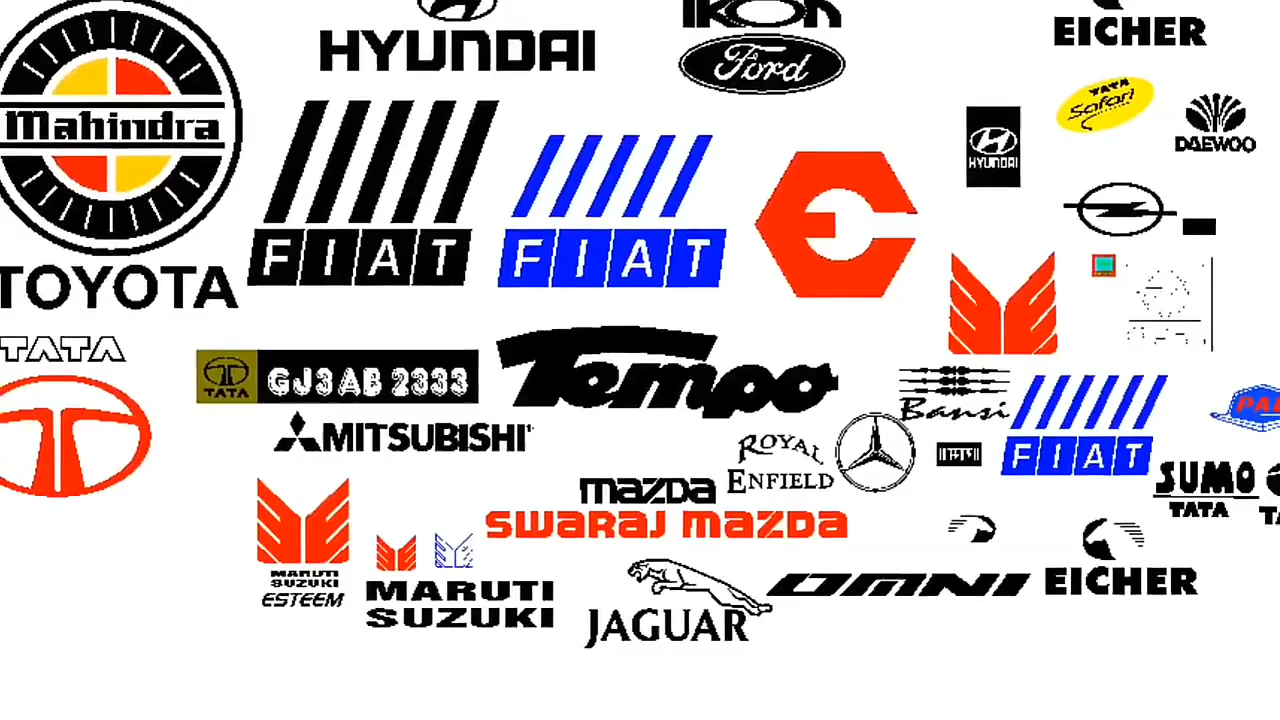 IKON
HYUNDAI
Ford
EICHER
Mahindra
TATA
Safari
DAEWOO
HYUNDAI
FIAT
FIAT
TOYOTA
TATA
TATA
GJ3AB 2333
Tempo
Bansi
MITSUBISHI
ROYAL
ENFIELD
FIAT
SUMO
TATA
mazda
SWARAJ mazda
MARUTI
SUZUKI
ESTEEM
MARUTI
SUZUKI
JAGUAR
OMNI
EICHER